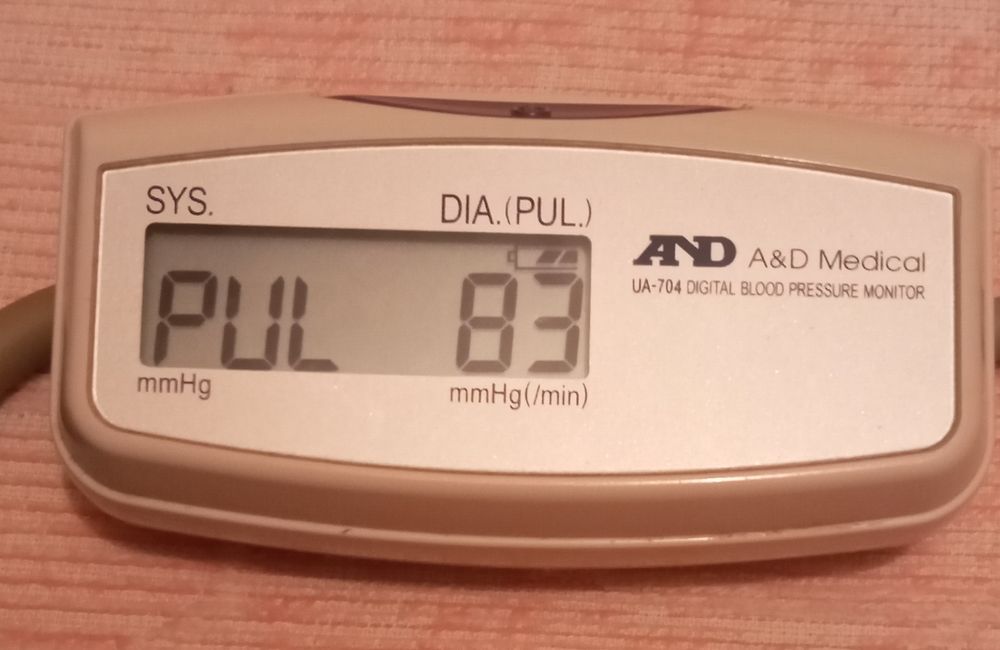 SYS. DIA.(PUL.)
PUL 83
mmHg mmHg(/min)
AND A&D Medical
UA-704 DIGITAL BLOOD PRESSURE MONITOR